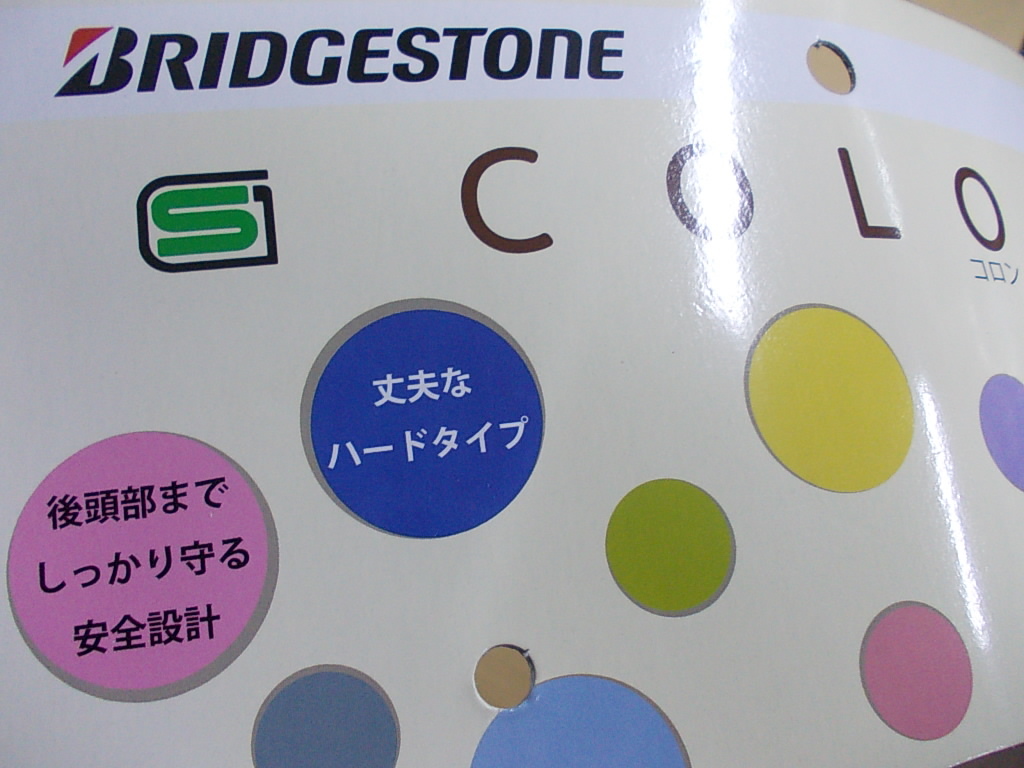 BRIDGESTONE
S1 COLO
コロン
丈夫な
ハードタイプ
後頭部まで
しっかり守る
安全設計